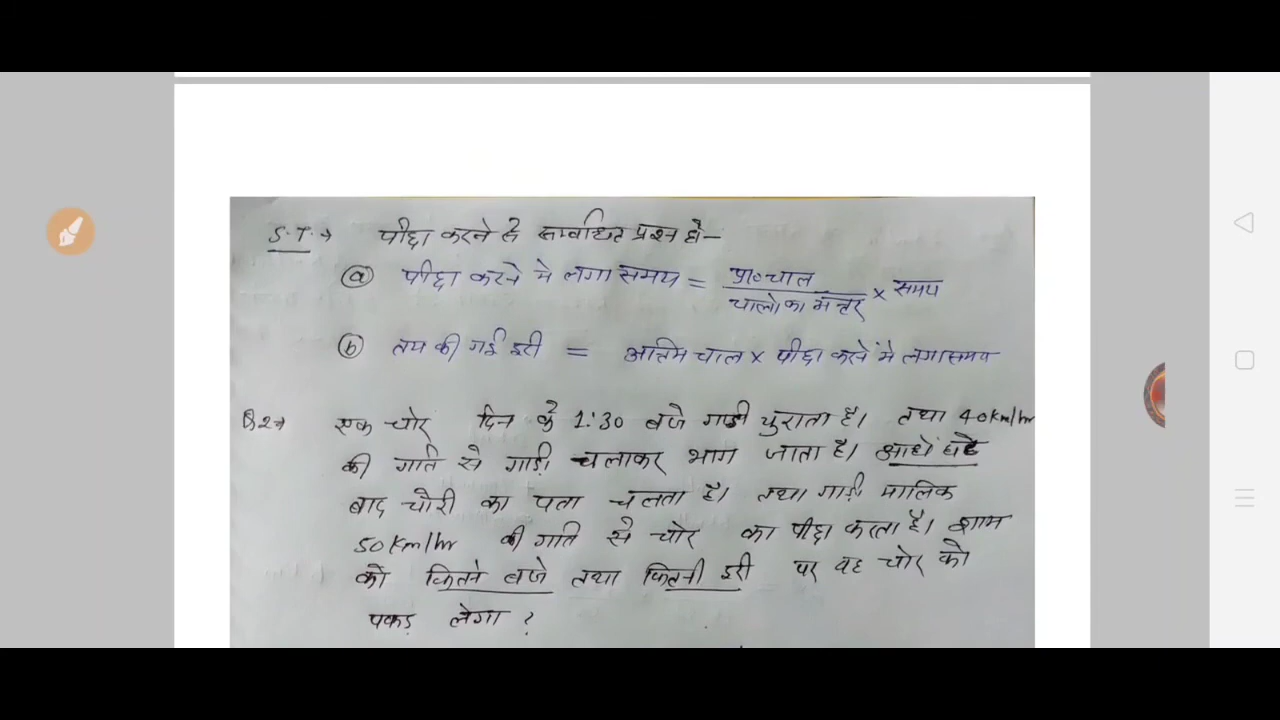 S.T.→ पीछा करने से सम्बन्धित प्रश्न हो-
(a) पीछा करने मे लगा समय = प्रा० चाल / चालो का अन्तर × समय
(b) तय की गई दूरी = अन्तिम चाल × पीछा करने मे लगा समय
Q.2→ एक चोर दिन के 1:30 बजे गाड़ी चुराता है। तथा 40km/hr
की गति से गाड़ी चलाकर भाग जाता है। आधे घंटे
बाद चोरी का पता चलता है। तथा गाड़ी मालिक
50km/hr की गति से चोर का पीछा करता है। शाम
को कितने बजे तथा कितनी दूरी पर वह चोर को
पकड़ लेगा ?